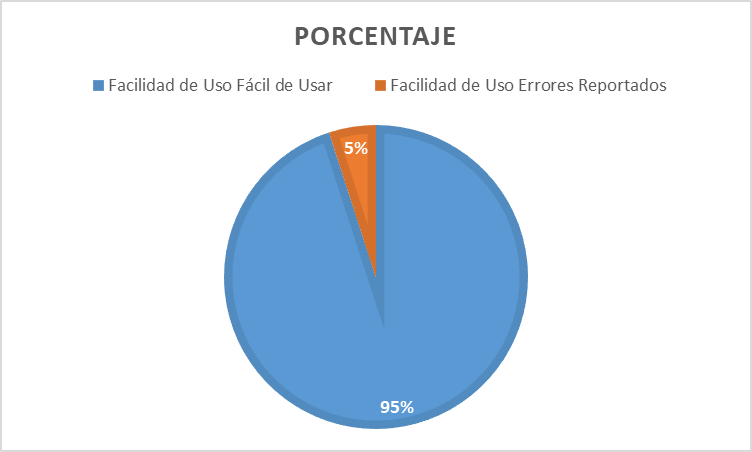 PORCENTAJE
Facilidad de Uso Fácil de Usar Facilidad de Uso Errores Reportados
5%
95%